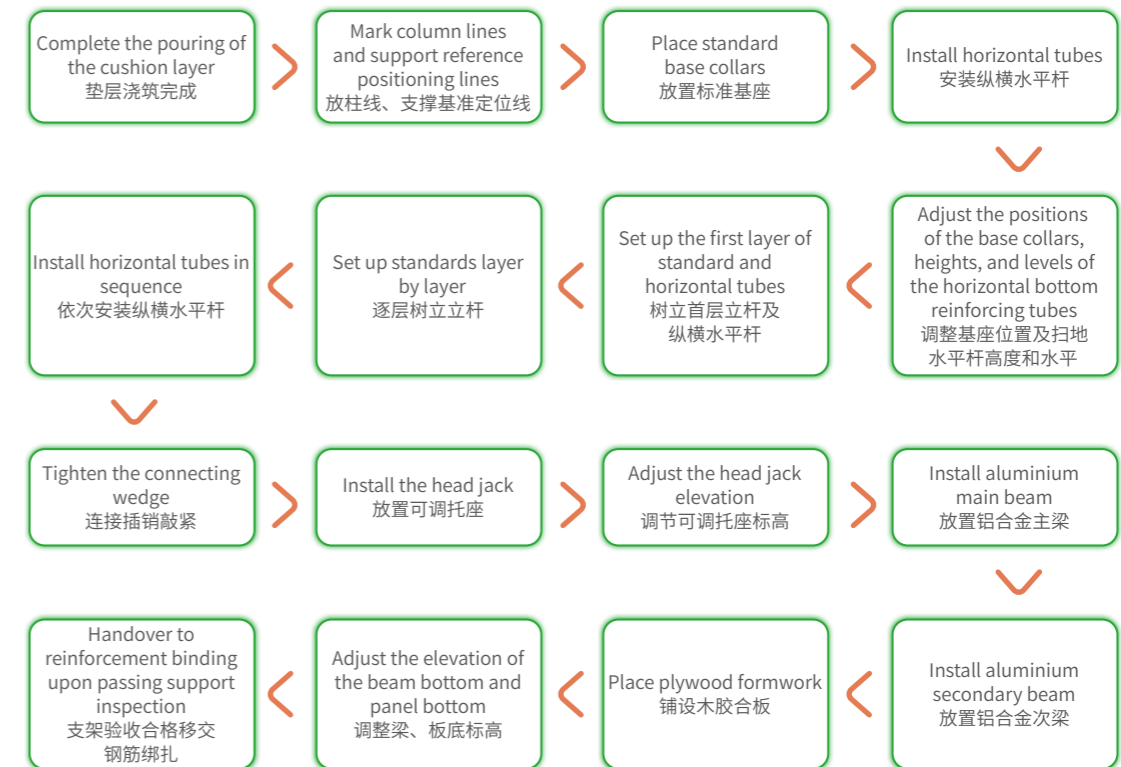 Complete the pouring of
the cushion layer
垫层浇筑完成
Mark column lines
and support reference
positioning lines
放柱线、支撑基准定位线
Place standard
base collars
放置标准基座
Install horizontal tubes
安装纵横水平杆
Adjust the positions
of the base collars,
heights, and levels of
the horizontal bottom
reinforcing tubes
调整基座位置及扫地
水平杆高度和水平
Set up the first layer of
standard and
horizontal tubes
树立首层立杆及
纵横水平杆
Set up standards layer
by layer
逐层树立立杆
Install horizontal tubes in
sequence
依次安装纵横水平杆
Tighten the connecting
wedge
连接插销敲紧
Install the head jack
放置可调托座
Adjust the head jack
elevation
调节可调托座标高
Install aluminium
main beam
放置铝合金主梁
Install aluminium
secondary beam
放置铝合金次梁
Place plywood formwork
铺设木胶合板
Adjust the elevation of
the beam bottom and
panel bottom
调整梁、板底标高
Handover to
reinforcement binding
upon passing support
inspection
支架验收合格移交
钢筋绑扎